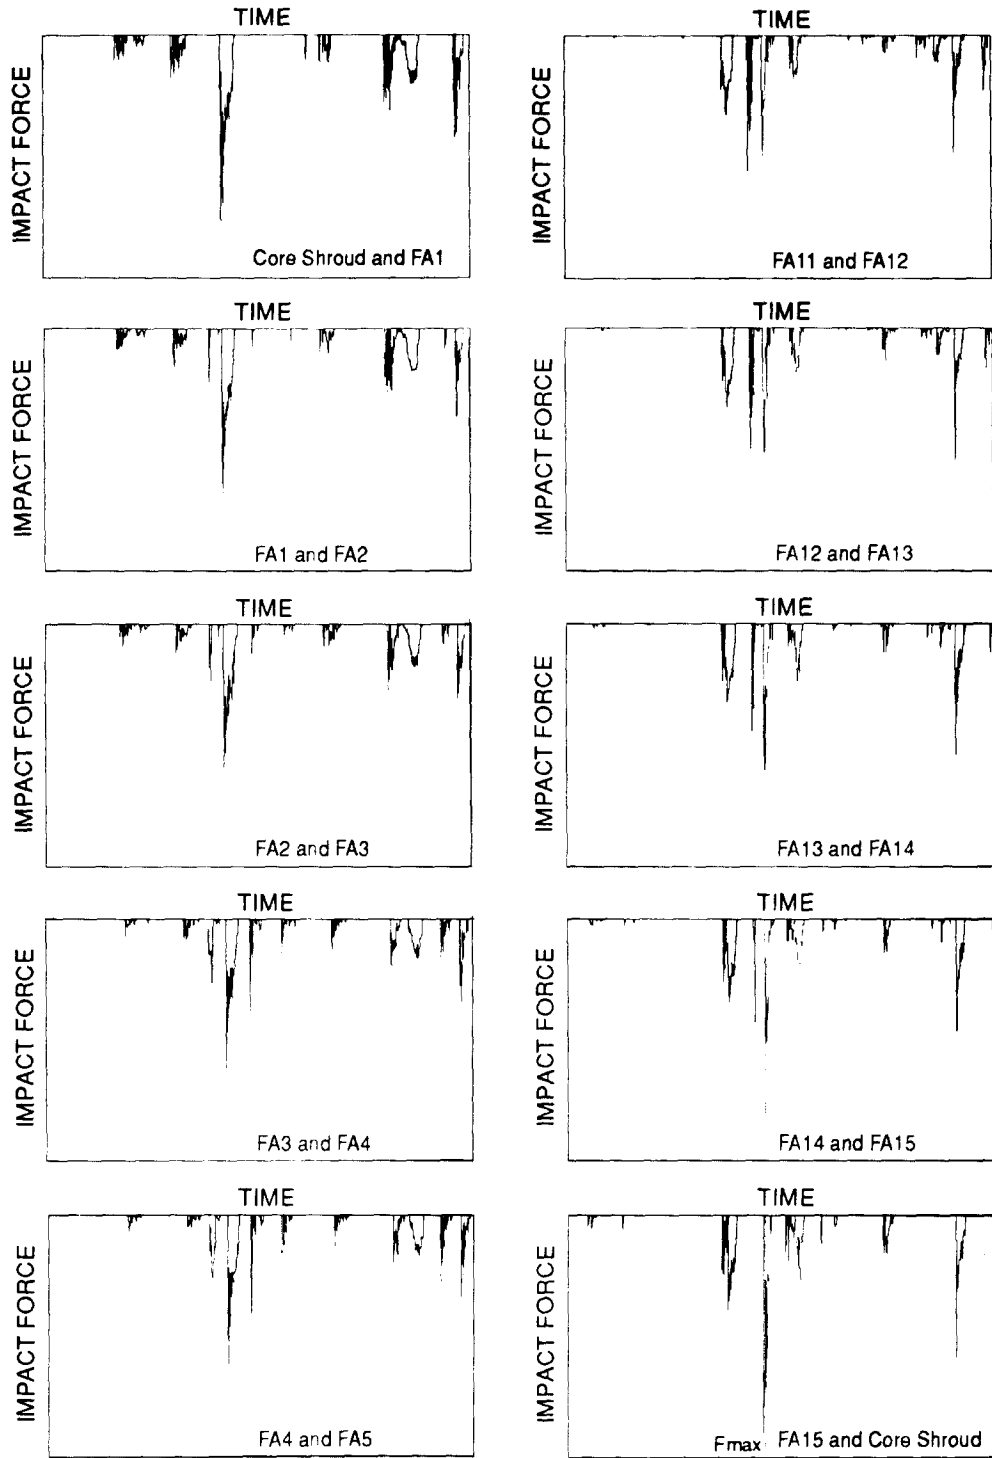 TIME
IMPACT FORCE
Core Shroud and FA1
TIME
IMPACT FORCE
FA1 and FA2
TIME
IMPACT FORCE
FA2 and FA3
TIME
IMPACT FORCE
FA3 and FA4
TIME
IMPACT FORCE
FA4 and FA5
TIME
IMPACT FORCE
FA11 and FA12
TIME
IMPACT FORCE
FA12 and FA13
TIME
IMPACT FORCE
FA13 and FA14
TIME
IMPACT FORCE
FA14 and FA15
TIME
IMPACT FORCE
Fmax
FA15 and Core Shroud